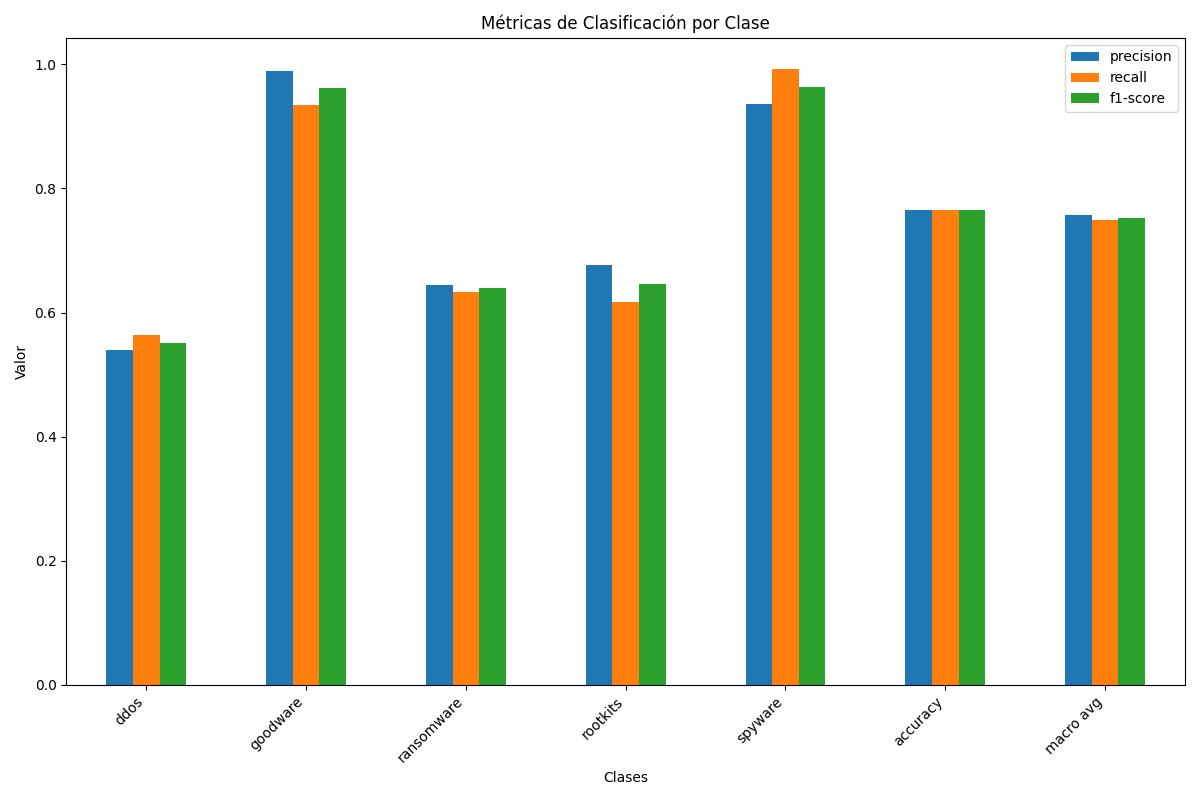 Métricas de Clasificación por Clase
precision
recall
f1-score
Valor
1.0
0.8
0.6
0.4
0.2
0.0
ddos
goodware
ransomware
rootkits
spyware
accuracy
macro avg
Clases